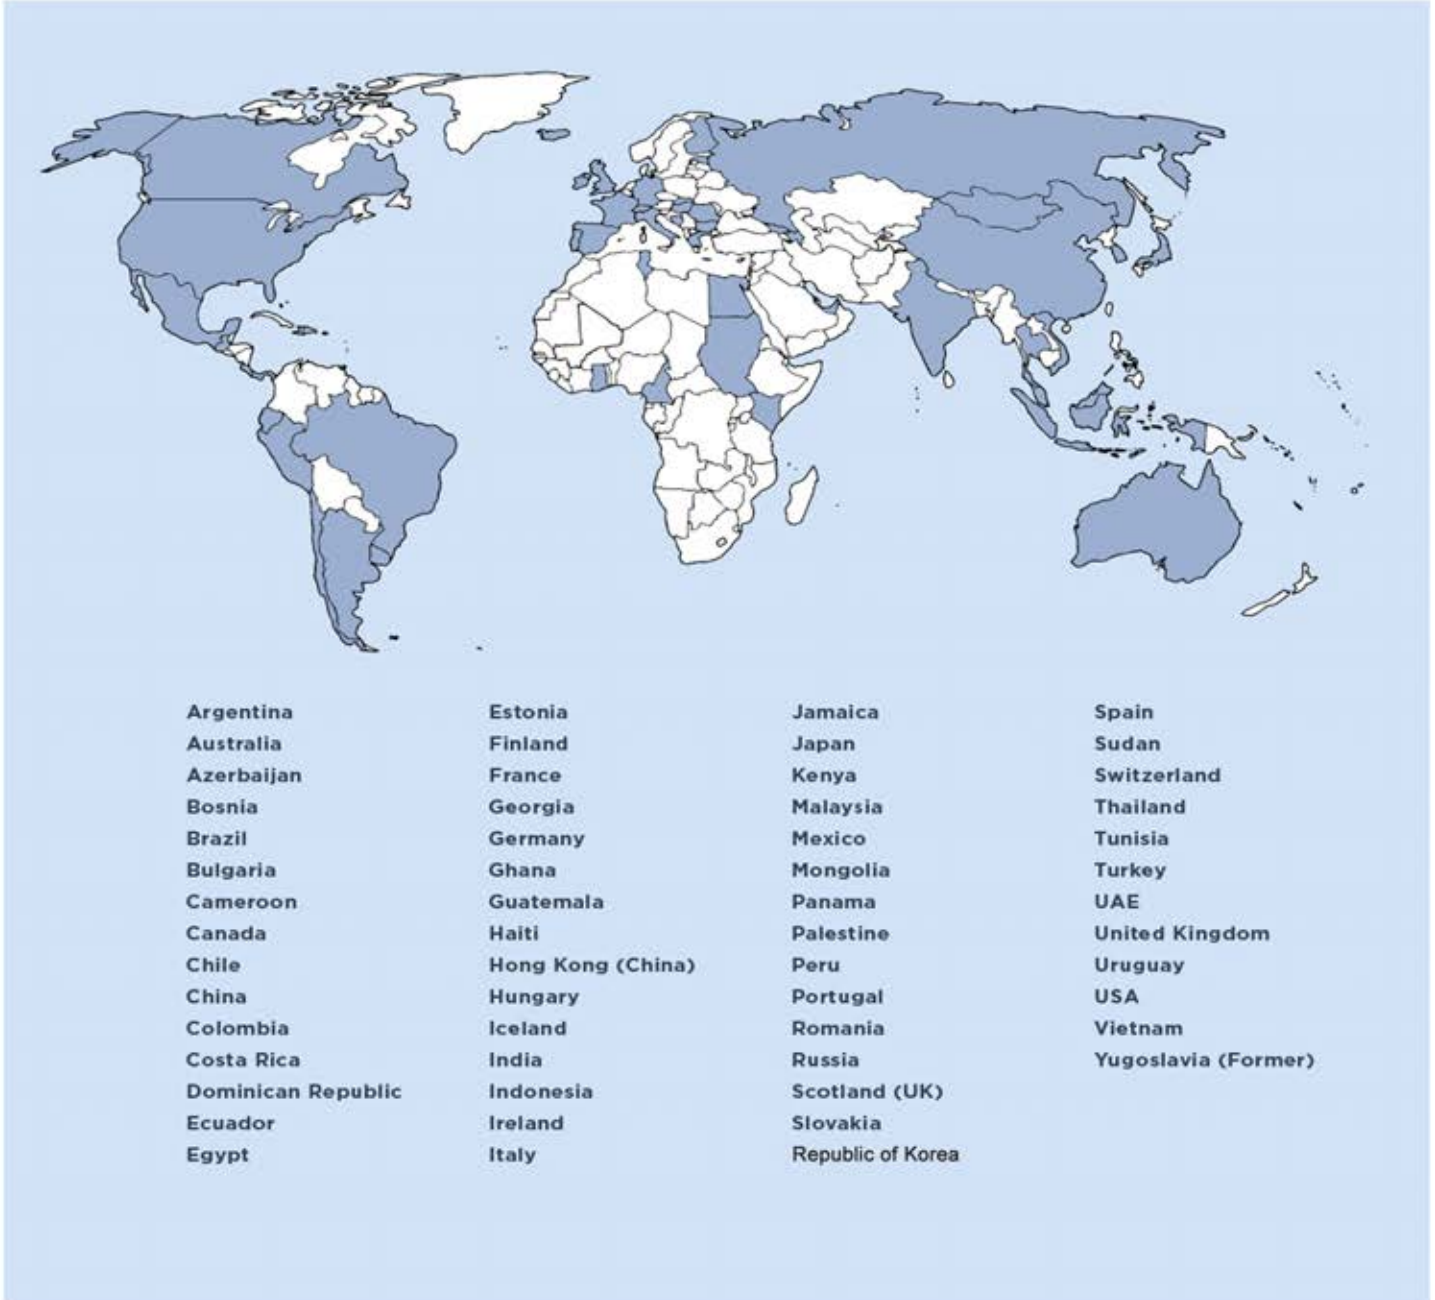 Argentina
Australia
Azerbaijan
Bosnia
Brazil
Bulgaria
Cameroon
Canada
Chile
China
Colombia
Costa Rica
Dominican Republic
Ecuador
Egypt
Estonia
Finland
France
Georgia
Germany
Ghana
Guatemala
Haiti
Hong Kong (China)
Hungary
Iceland
India
Indonesia
Ireland
Italy
Jamaica
Japan
Kenya
Malaysia
Mexico
Mongolia
Panama
Palestine
Peru
Portugal
Romania
Russia
Scotland (UK)
Slovakia
Republic of Korea
Spain
Sudan
Switzerland
Thailand
Tunisia
Turkey
UAE
United Kingdom
Uruguay
USA
Vietnam
Yugoslavia (Former)